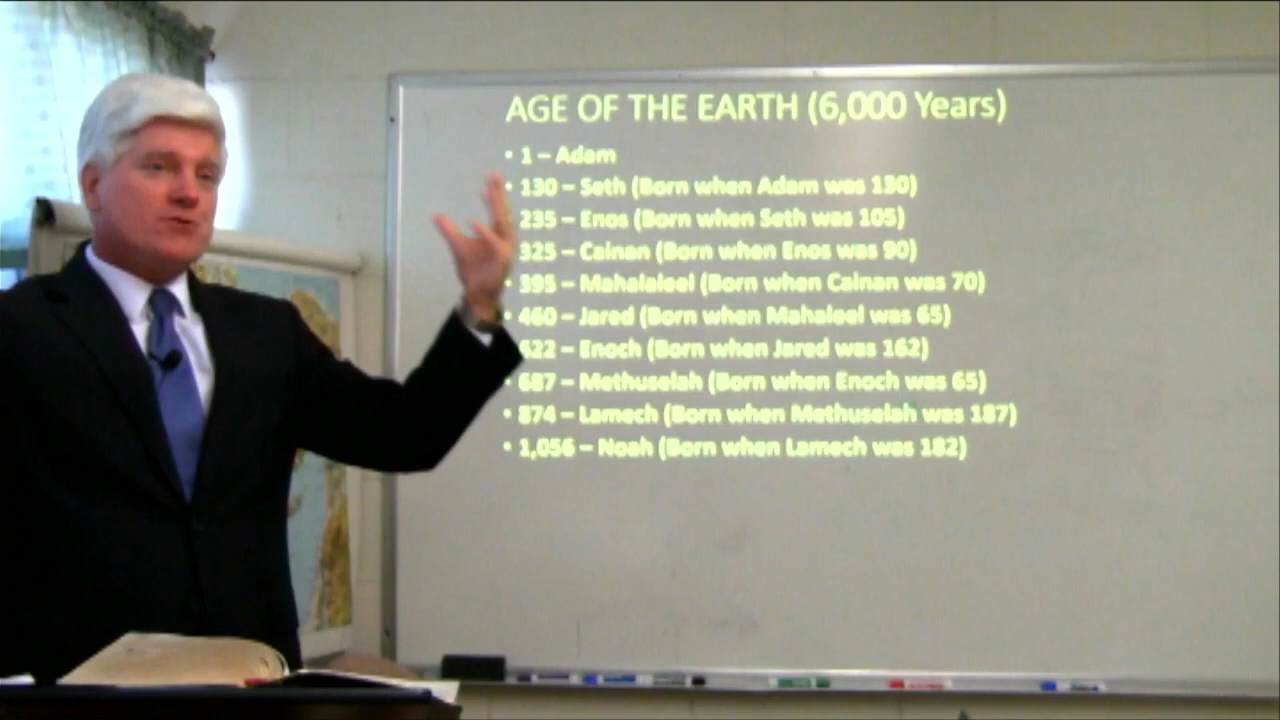 AGE OF THE EARTH (6,000 Years)
• 1 – Adam
• 130 – Seth (Born when Adam was 130)
235 – Enos (Born when Seth was 105)
325 – Cainan (Born when Enos was 90)
395 – Mahalaleel (Born when Cainan was 70)
460 – Jared (Born when Mahaleel was 65)
622 – Enoch (Born when Jared was 162)
• 687 – Methuselah (Born when Enoch was 65)
• 874 – Lamech (Born when Methuselah was 187)
• 1,056 – Noah (Born when Lamech was 182)